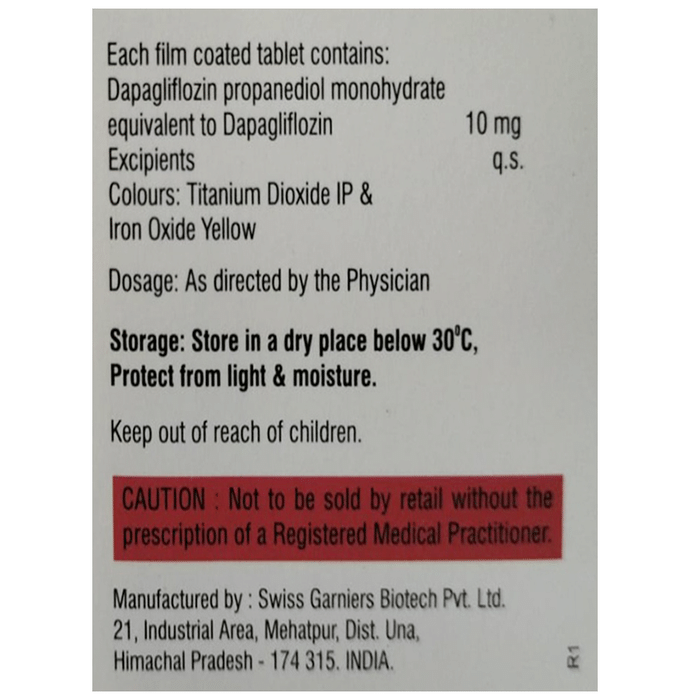 Each film coated tablet contains:
Dapagliflozin propanediol monohydrate
equivalent to Dapagliflozin 10 mg
Excipients q.s.
Colours: Titanium Dioxide IP &
Iron Oxide Yellow
Dosage: As directed by the Physician
Storage: Store in a dry place below 30⁰C,
Protect from light & moisture.
Keep out of reach of children.
CAUTION : Not to be sold by retail without the
prescription of a Registered Medical Practitioner.
Manufactured by : Swiss Garniers Biotech Pvt. Ltd.
21, Industrial Area, Mehatpur, Dist. Una,
Himachal Pradesh - 174 315. INDIA.
R1